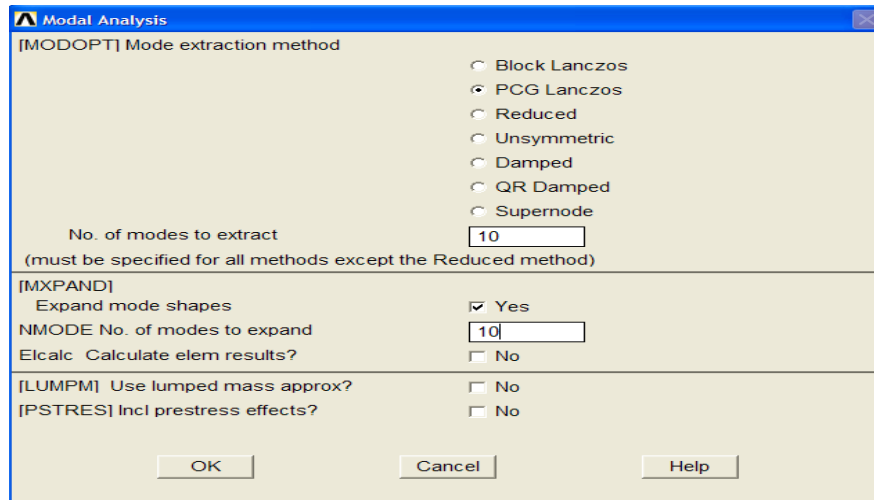 Modal Analysis
[MODOPT] Mode extraction method
Block Lanczos
PCG Lanczos
Reduced
Unsymmetric
Damped
QR Damped
Supernode
No. of modes to extract 10
(must be specified for all methods except the Reduced method)
[MXPAND]
Expand mode shapes Yes
NMODE No. of modes to expand 10
Elcalc Calculate elem results? No
[LUMPM] Use lumped mass approx? No
[PSTRES] Incl prestress effects? No
OK Cancel Help